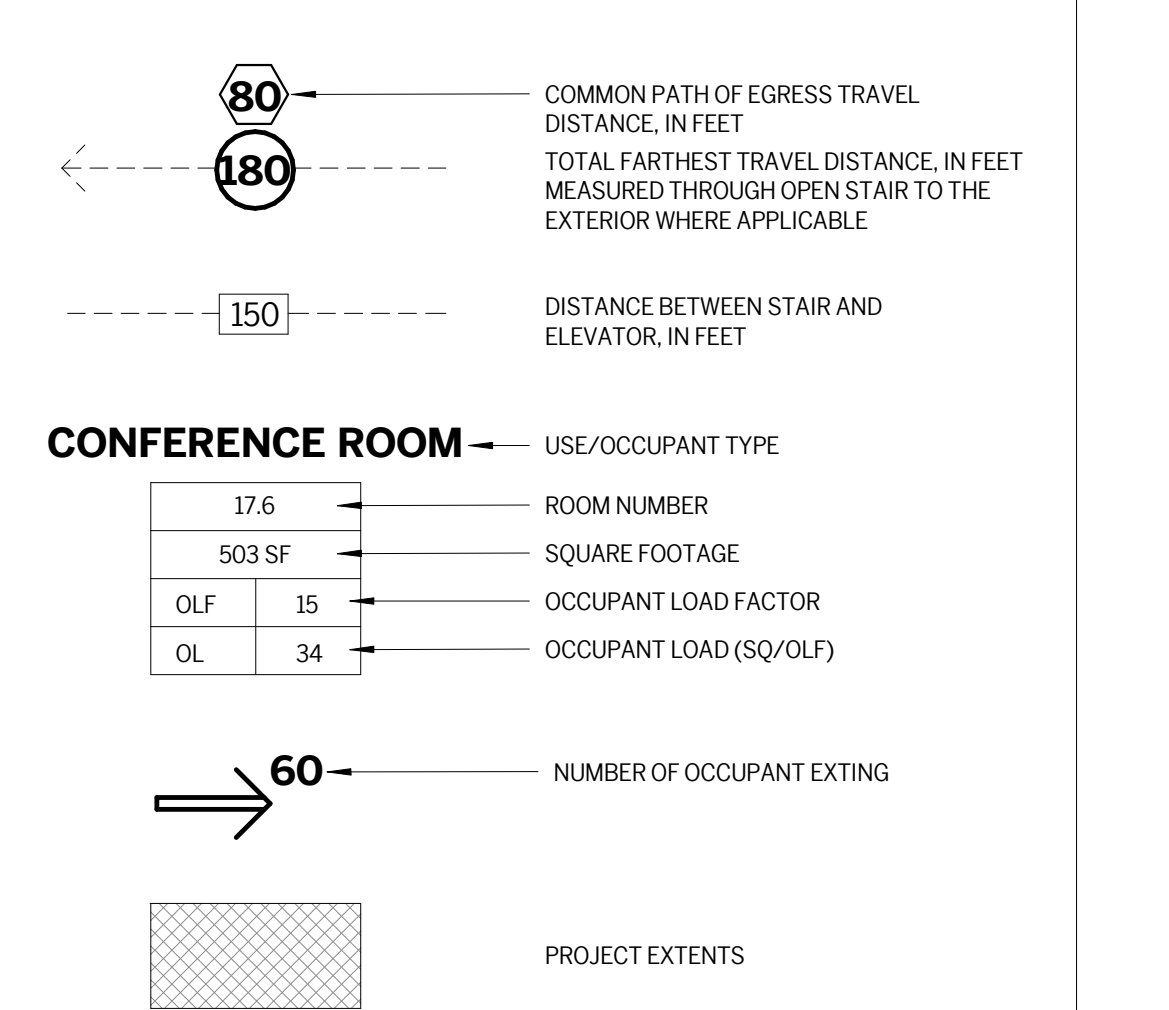 80
COMMON PATH OF EGRESS TRAVEL
DISTANCE, IN FEET
180
TOTAL FARTHEST TRAVEL DISTANCE, IN FEET
MEASURED THROUGH OPEN STAIR TO THE
EXTERIOR WHERE APPLICABLE
150
DISTANCE BETWEEN STAIR AND
ELEVATOR, IN FEET
CONFERENCE ROOM
USE/OCCUPANT TYPE
17.6
ROOM NUMBER
503 SF
SQUARE FOOTAGE
OLF 15
OCCUPANT LOAD FACTOR
OL 34
OCCUPANT LOAD (SQ/OLF)
60
NUMBER OF OCCUPANT EXTING
PROJECT EXTENTS